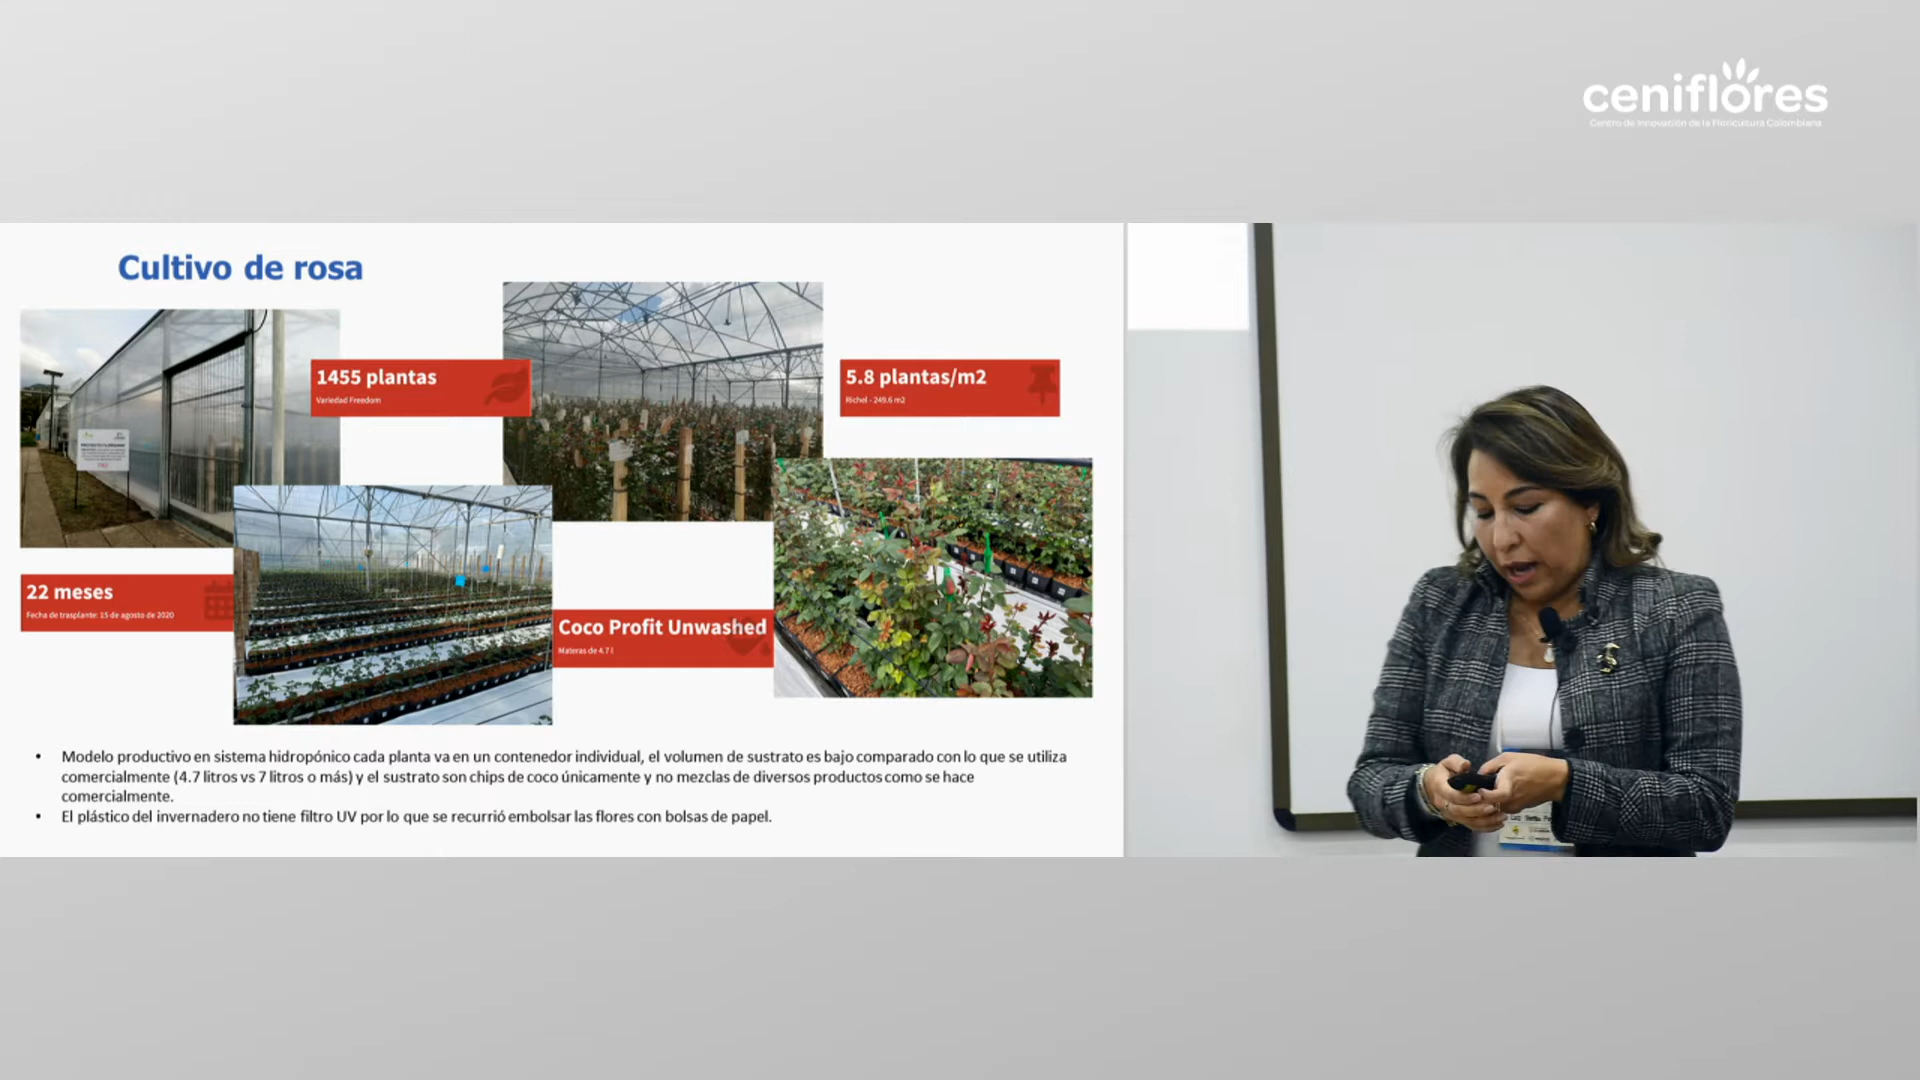 ceniflores
Centro de Innovación de la Floricultura Colombiana
Cultivo de rosa
1455 plantas
Variedad Freedom
5.8 plantas/m2
Richel - 249.6 m2
22 meses
Fecha de trasplante: 15 de agosto de 2020
Coco Profit Unwashed
Materas de 4.7 l
• Modelo productivo en sistema hidropónico cada planta va en un contenedor individual, el volumen de sustrato es bajo comparado con lo que se utiliza
comercialmente (4.7 litros vs 7 litros o más) y el sustrato son chips de coco únicamente y no mezclas de diversos productos como se hace
comercialmente.
• El plástico del invernadero no tiene filtro UV por lo que se recurrió embolsar las flores con bolsas de papel.